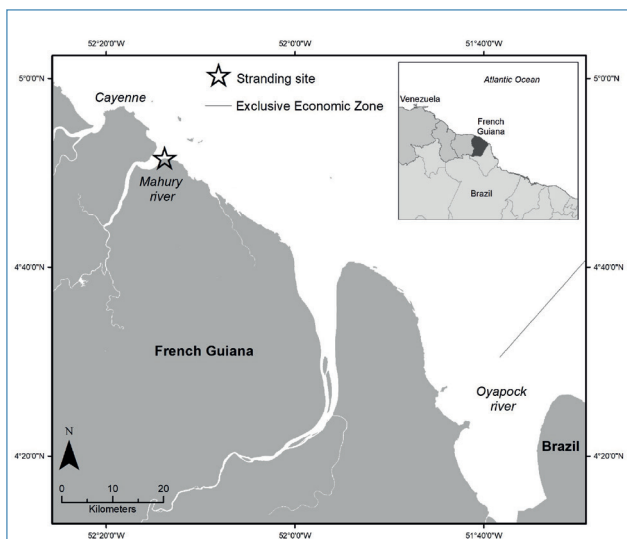 52°20'0"W
52°0'0"W
51°40'0"W
5°0'0"N
5°0'0"N
Stranding site
Exclusive Economic Zone
Cayenne
Mahury
river
Atlantic Ocean
Venezuela
French
Guiana
Brazil
4°40'0"N
4°40'0"N
French Guiana
Oyapock
river
Brazil
N
4°20'0"N
4°20'0"N
0 10 20
Kilometers
52°20'0"W
52°0'0"W
51°40'0"W